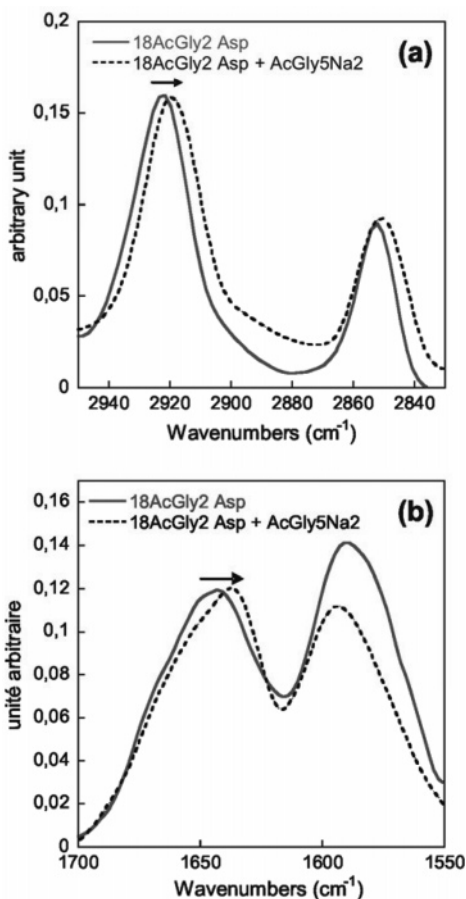 18AcGly2 Asp
18AcGly2 Asp + AcGly5Na2
(a)
0,2
0,15
0,1
0,05
0
arbitrary unit
2940 2920 2900 2880 2860 2840
Wavenumbers (cm-1)
18AcGly2 Asp
18AcGly2 Asp + AcGly5Na2
(b)
0,16
0,14
0,12
0,10
0,08
0,06
0,04
0,02
0
unité arbitraire
1700 1650 1600 1550
Wavenumbers (cm-1)